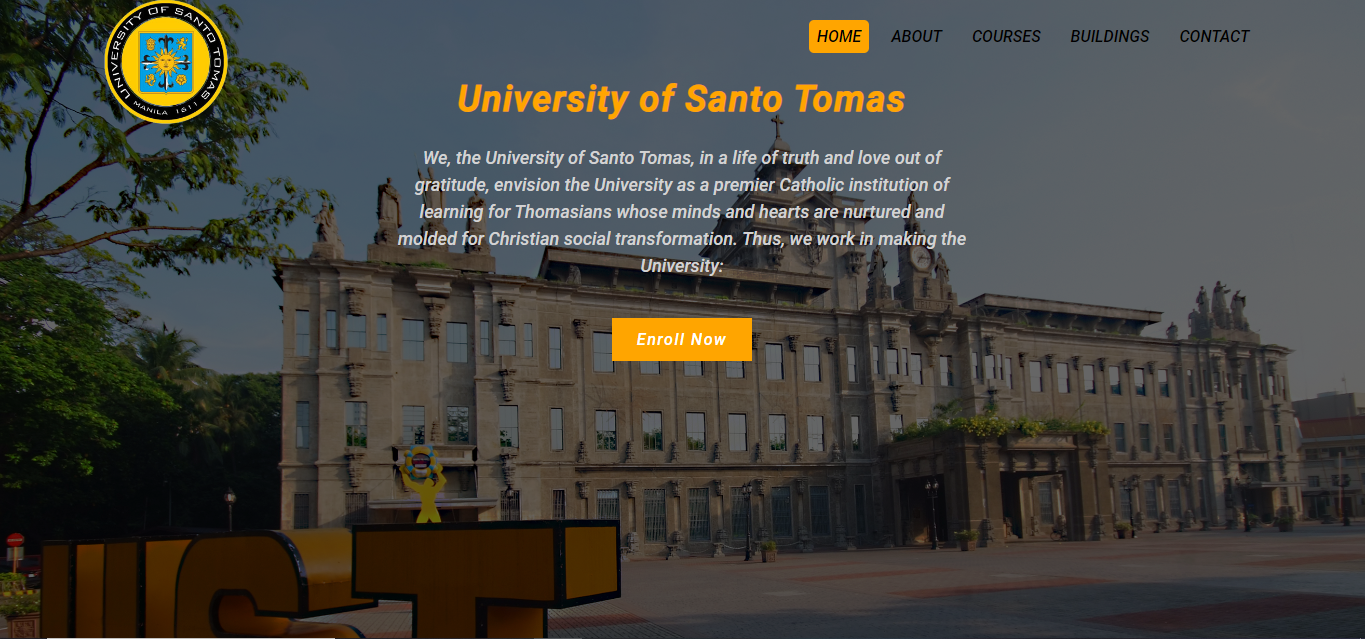 UNIVERSITY OF SANTO TOMAS
MANILA 1611
HOME ABOUT COURSES BUILDINGS CONTACT
University of Santo Tomas
We, the University of Santo Tomas, in a life of truth and love out of
gratitude, envision the University as a premier Catholic institution of
learning for Thomasians whose minds and hearts are nurtured and
molded for Christian social transformation. Thus, we work in making the
University:
Enroll Now
UST